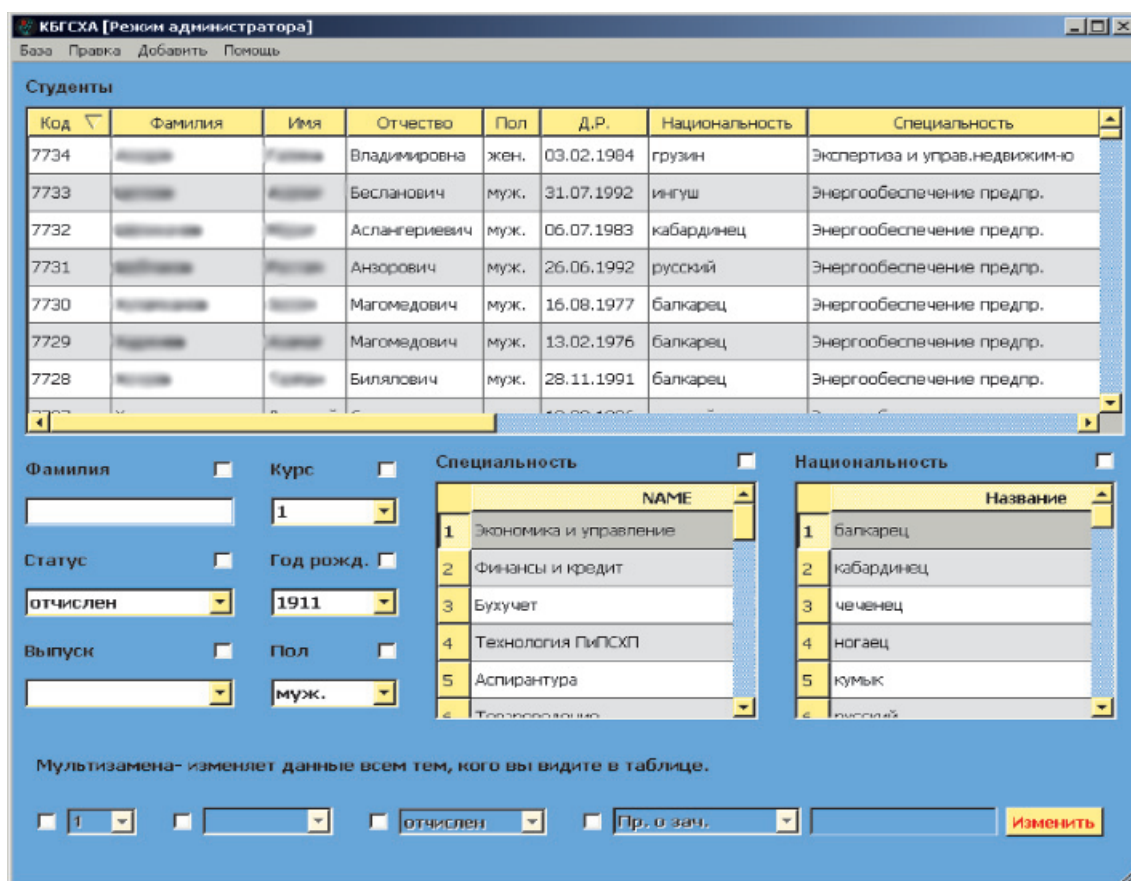 КБГСХА [Режим администратора]
База Правка Добавить Помощь
Студенты
Код Фамилия Имя Отчество Пол Д.Р. Национальность Специальность
7734 Владимировна жен. 03.02.1984 грузин Экспертиза и управ.недвижим-ю
7733 Бесланович муж. 31.07.1992 ингуш Энергообеспечение предпр.
7732 Аслангериевич муж. 06.07.1983 кабардинец Энергообеспечение предпр.
7731 Анзорович муж. 26.06.1992 русский Энергообеспечение предпр.
7730 Магомедович муж. 16.08.1977 балкарец Энергообеспечение предпр.
7729 Магомедович муж. 13.02.1976 балкарец Энергообеспечение предпр.
7728 Билялович муж. 28.11.1991 балкарец Энергообеспечение предпр.
Фамилия Курс Специальность Национальность
NAME Название
1
1 Экономика и управление 1 балкарец
Статус Год рожд. 2 Финансы и кредит 2 кабардинец
отчислен 1911 3 Бухучет 3 чеченец
Выпуск Пол 4 Технология ПиПСХП 4 ногаец
муж. 5 Аспирантура 5 кумык
6 Товароведение 6 русский
Мультизамена- изменяет данные всем тем, кого вы видите в таблице.
1 отчислен Пр. о зач. Изменить